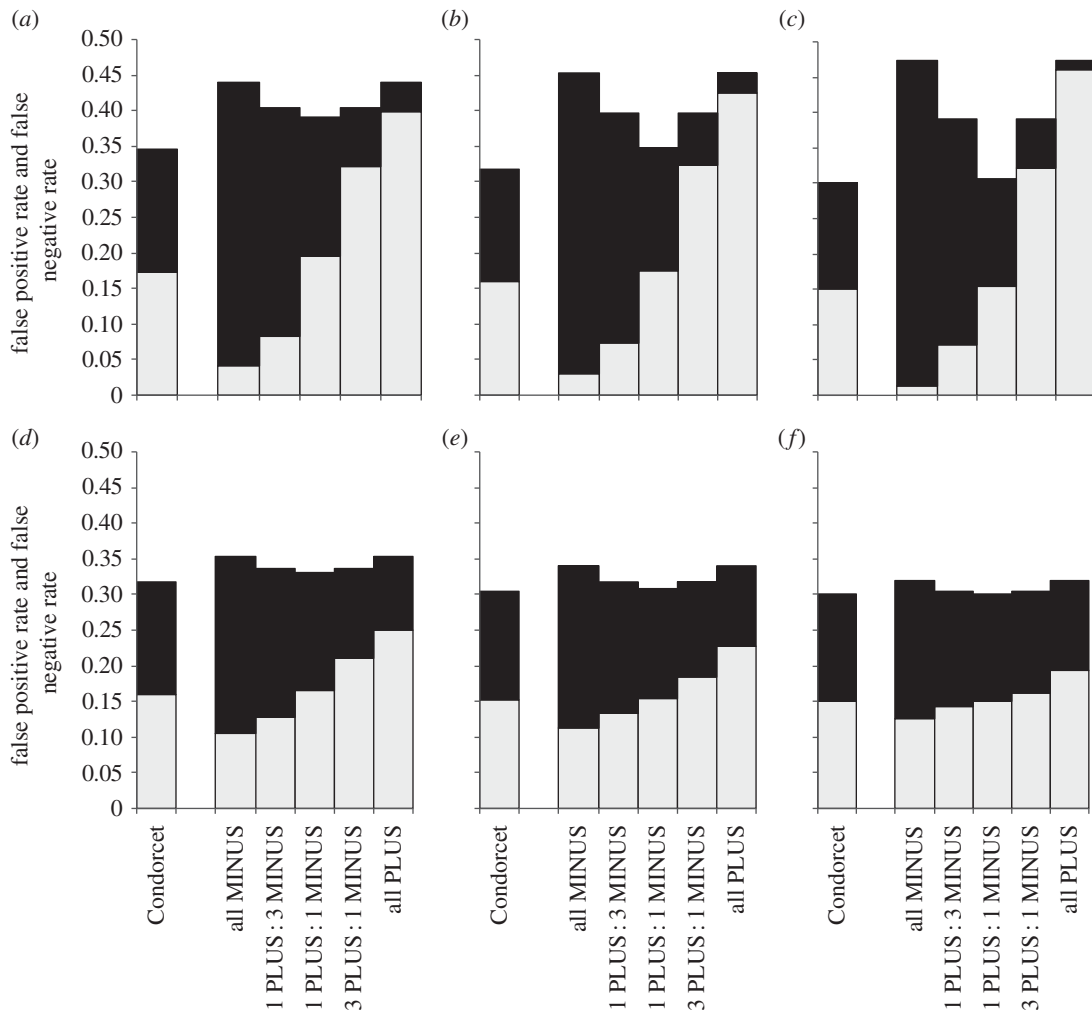 (a)
(b)
(c)
false positive rate and false
negative rate
0.50
0.45
0.40
0.35
0.30
0.25
0.20
0.15
0.10
0.05
0
(d)
(e)
(f)
false positive rate and false
negative rate
0.50
0.45
0.40
0.35
0.30
0.25
0.20
0.15
0.10
0.05
0
Condorcet
all MINUS
1 PLUS : 3 MINUS
1 PLUS : 1 MINUS
3 PLUS : 1 MINUS
all PLUS
Condorcet
all MINUS
1 PLUS : 3 MINUS
1 PLUS : 1 MINUS
3 PLUS : 1 MINUS
all PLUS
Condorcet
all MINUS
1 PLUS : 3 MINUS
1 PLUS : 1 MINUS
3 PLUS : 1 MINUS
all PLUS